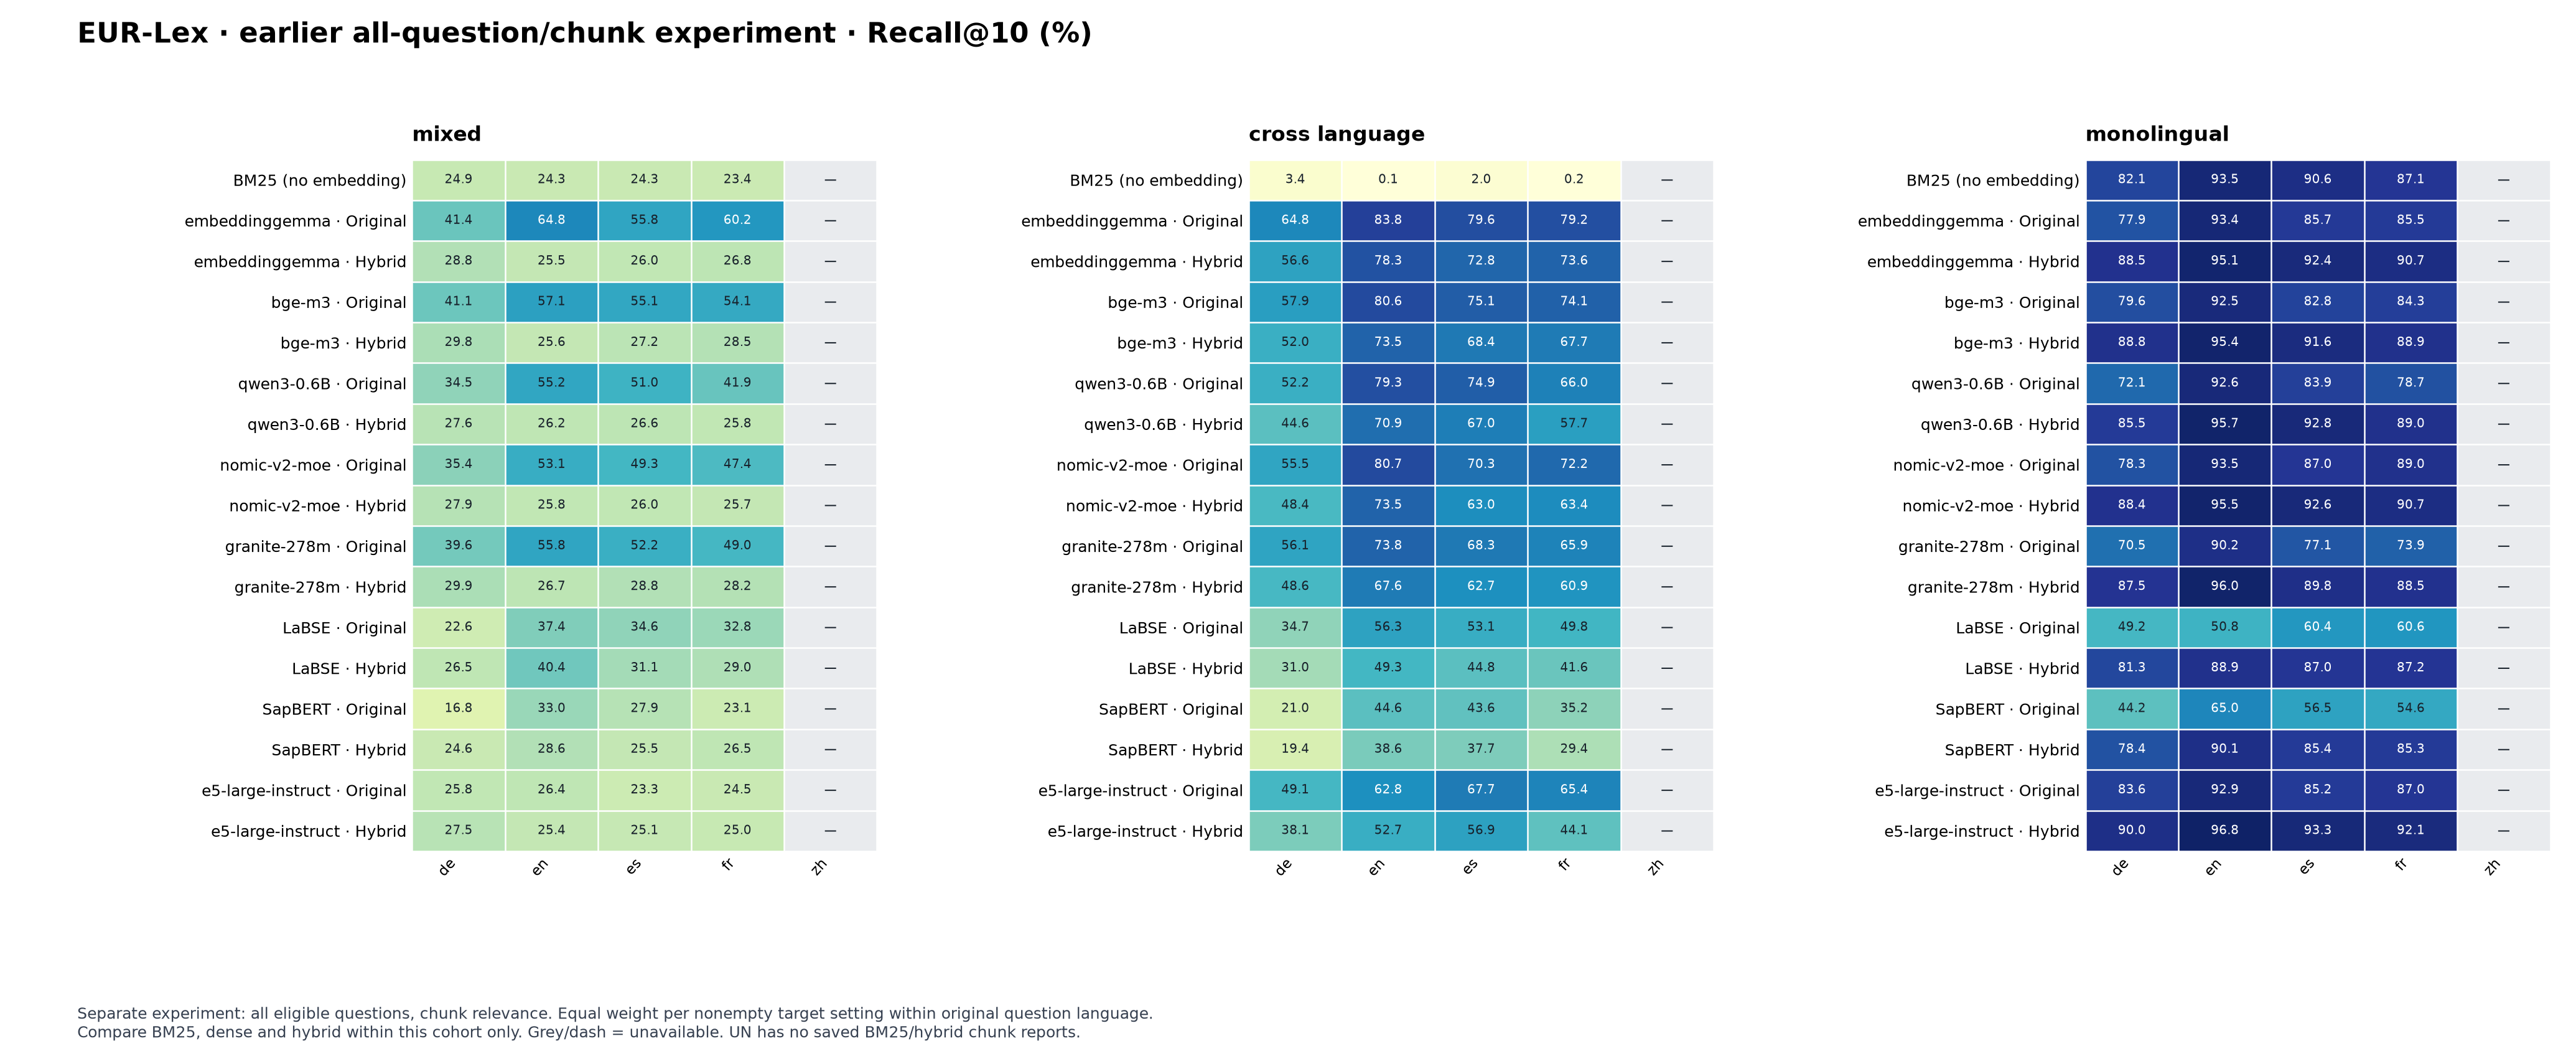 EUR-Lex · earlier all-question/chunk experiment · Recall@10 (%)
mixed
BM25 (no embedding) 24.9 24.3 24.3 23.4 —
embeddinggemma · Original 41.4 64.8 55.8 60.2 —
embeddinggemma · Hybrid 28.8 25.5 26.0 26.8 —
bge-m3 · Original 41.1 57.1 55.1 54.1 —
bge-m3 · Hybrid 29.8 25.6 27.2 28.5 —
qwen3-0.6B · Original 34.5 55.2 51.0 41.9 —
qwen3-0.6B · Hybrid 27.6 26.2 26.6 25.8 —
nomic-v2-moe · Original 35.4 53.1 49.3 47.4 —
nomic-v2-moe · Hybrid 27.9 25.8 26.0 25.7 —
granite-278m · Original 39.6 55.8 52.2 49.0 —
granite-278m · Hybrid 29.9 26.7 28.8 28.2 —
LaBSE · Original 22.6 37.4 34.6 32.8 —
LaBSE · Hybrid 26.5 40.4 31.1 29.0 —
SapBERT · Original 16.8 33.0 27.9 23.1 —
SapBERT · Hybrid 24.6 28.6 25.5 26.5 —
e5-large-instruct · Original 25.8 26.4 23.3 24.5 —
e5-large-instruct · Hybrid 27.5 25.4 25.1 25.0 —
de en es fr zh
cross language
BM25 (no embedding) 3.4 0.1 2.0 0.2 —
embeddinggemma · Original 64.8 83.8 79.6 79.2 —
embeddinggemma · Hybrid 56.6 78.3 72.8 73.6 —
bge-m3 · Original 57.9 80.6 75.1 74.1 —
bge-m3 · Hybrid 52.0 73.5 68.4 67.7 —
qwen3-0.6B · Original 52.2 79.3 74.9 66.0 —
qwen3-0.6B · Hybrid 44.6 70.9 67.0 57.7 —
nomic-v2-moe · Original 55.5 80.7 70.3 72.2 —
nomic-v2-moe · Hybrid 48.4 73.5 63.0 63.4 —
granite-278m · Original 56.1 73.8 68.3 65.9 —
granite-278m · Hybrid 48.6 67.6 62.7 60.9 —
LaBSE · Original 34.7 56.3 53.1 49.8 —
LaBSE · Hybrid 31.0 49.3 44.8 41.6 —
SapBERT · Original 21.0 44.6 43.6 35.2 —
SapBERT · Hybrid 19.4 38.6 37.7 29.4 —
e5-large-instruct · Original 49.1 62.8 67.7 65.4 —
e5-large-instruct · Hybrid 38.1 52.7 56.9 44.1 —
de en es fr zh
monolingual
BM25 (no embedding) 82.1 93.5 90.6 87.1 —
embeddinggemma · Original 77.9 93.4 85.7 85.5 —
embeddinggemma · Hybrid 88.5 95.1 92.4 90.7 —
bge-m3 · Original 79.6 92.5 82.8 84.3 —
bge-m3 · Hybrid 88.8 95.4 91.6 88.9 —
qwen3-0.6B · Original 72.1 92.6 83.9 78.7 —
qwen3-0.6B · Hybrid 85.5 95.7 92.8 89.0 —
nomic-v2-moe · Original 78.3 93.5 87.0 89.0 —
nomic-v2-moe · Hybrid 88.4 95.5 92.6 90.7 —
granite-278m · Original 70.5 90.2 77.1 73.9 —
granite-278m · Hybrid 87.5 96.0 89.8 88.5 —
LaBSE · Original 49.2 50.8 60.4 60.6 —
LaBSE · Hybrid 81.3 88.9 87.0 87.2 —
SapBERT · Original 44.2 65.0 56.5 54.6 —
SapBERT · Hybrid 78.4 90.1 85.4 85.3 —
e5-large-instruct · Original 83.6 92.9 85.2 87.0 —
e5-large-instruct · Hybrid 90.0 96.8 93.3 92.1 —
de en es fr zh
Separate experiment: all eligible questions, chunk relevance. Equal weight per nonempty target setting within original question language.
Compare BM25, dense and hybrid within this cohort only. Grey/dash = unavailable. UN has no saved BM25/hybrid chunk reports.